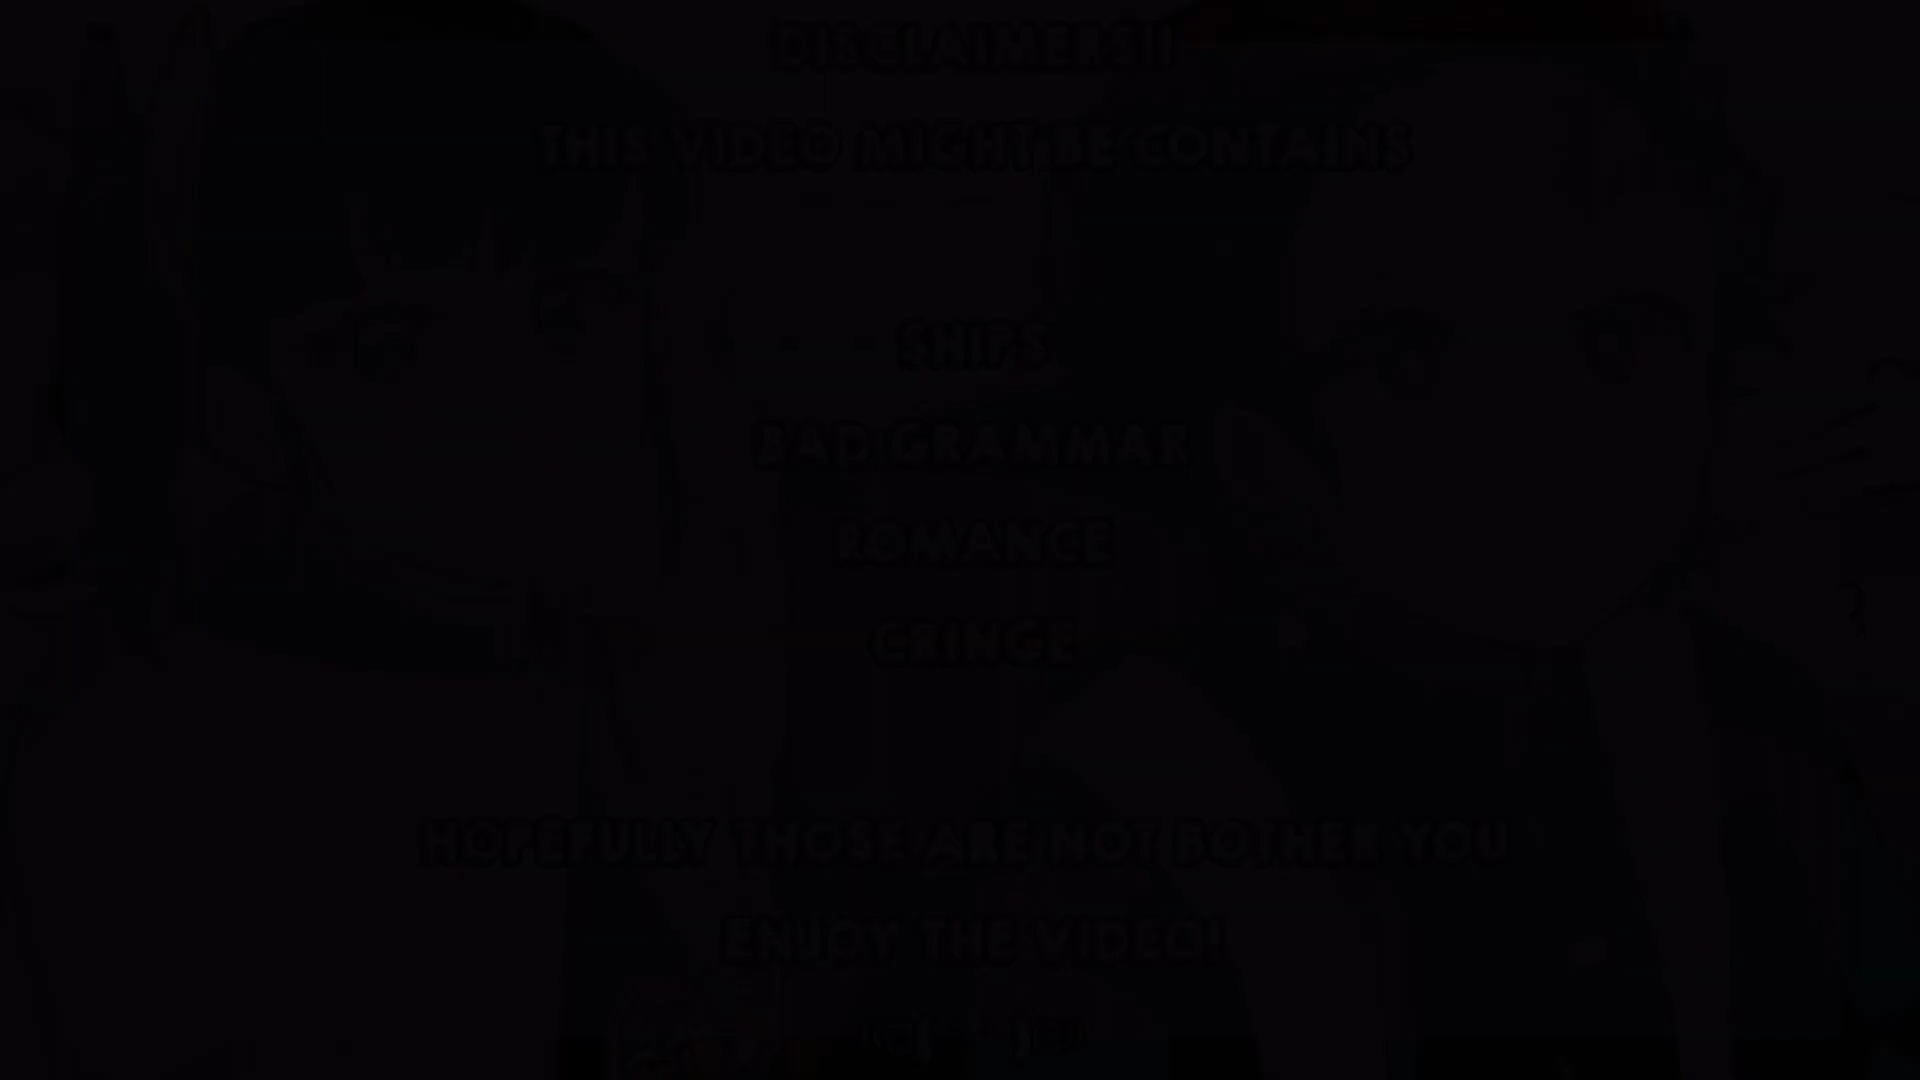 DISCLAIMERS!!
THIS VIDEO MIGHT BE CONTAINS
SHIPS
BAD GRAMMAR
ROMANCE
CRINGE
HOPEFULLY THOSE ARE NOT BOTHER YOU
ENJOY THE VIDEO!